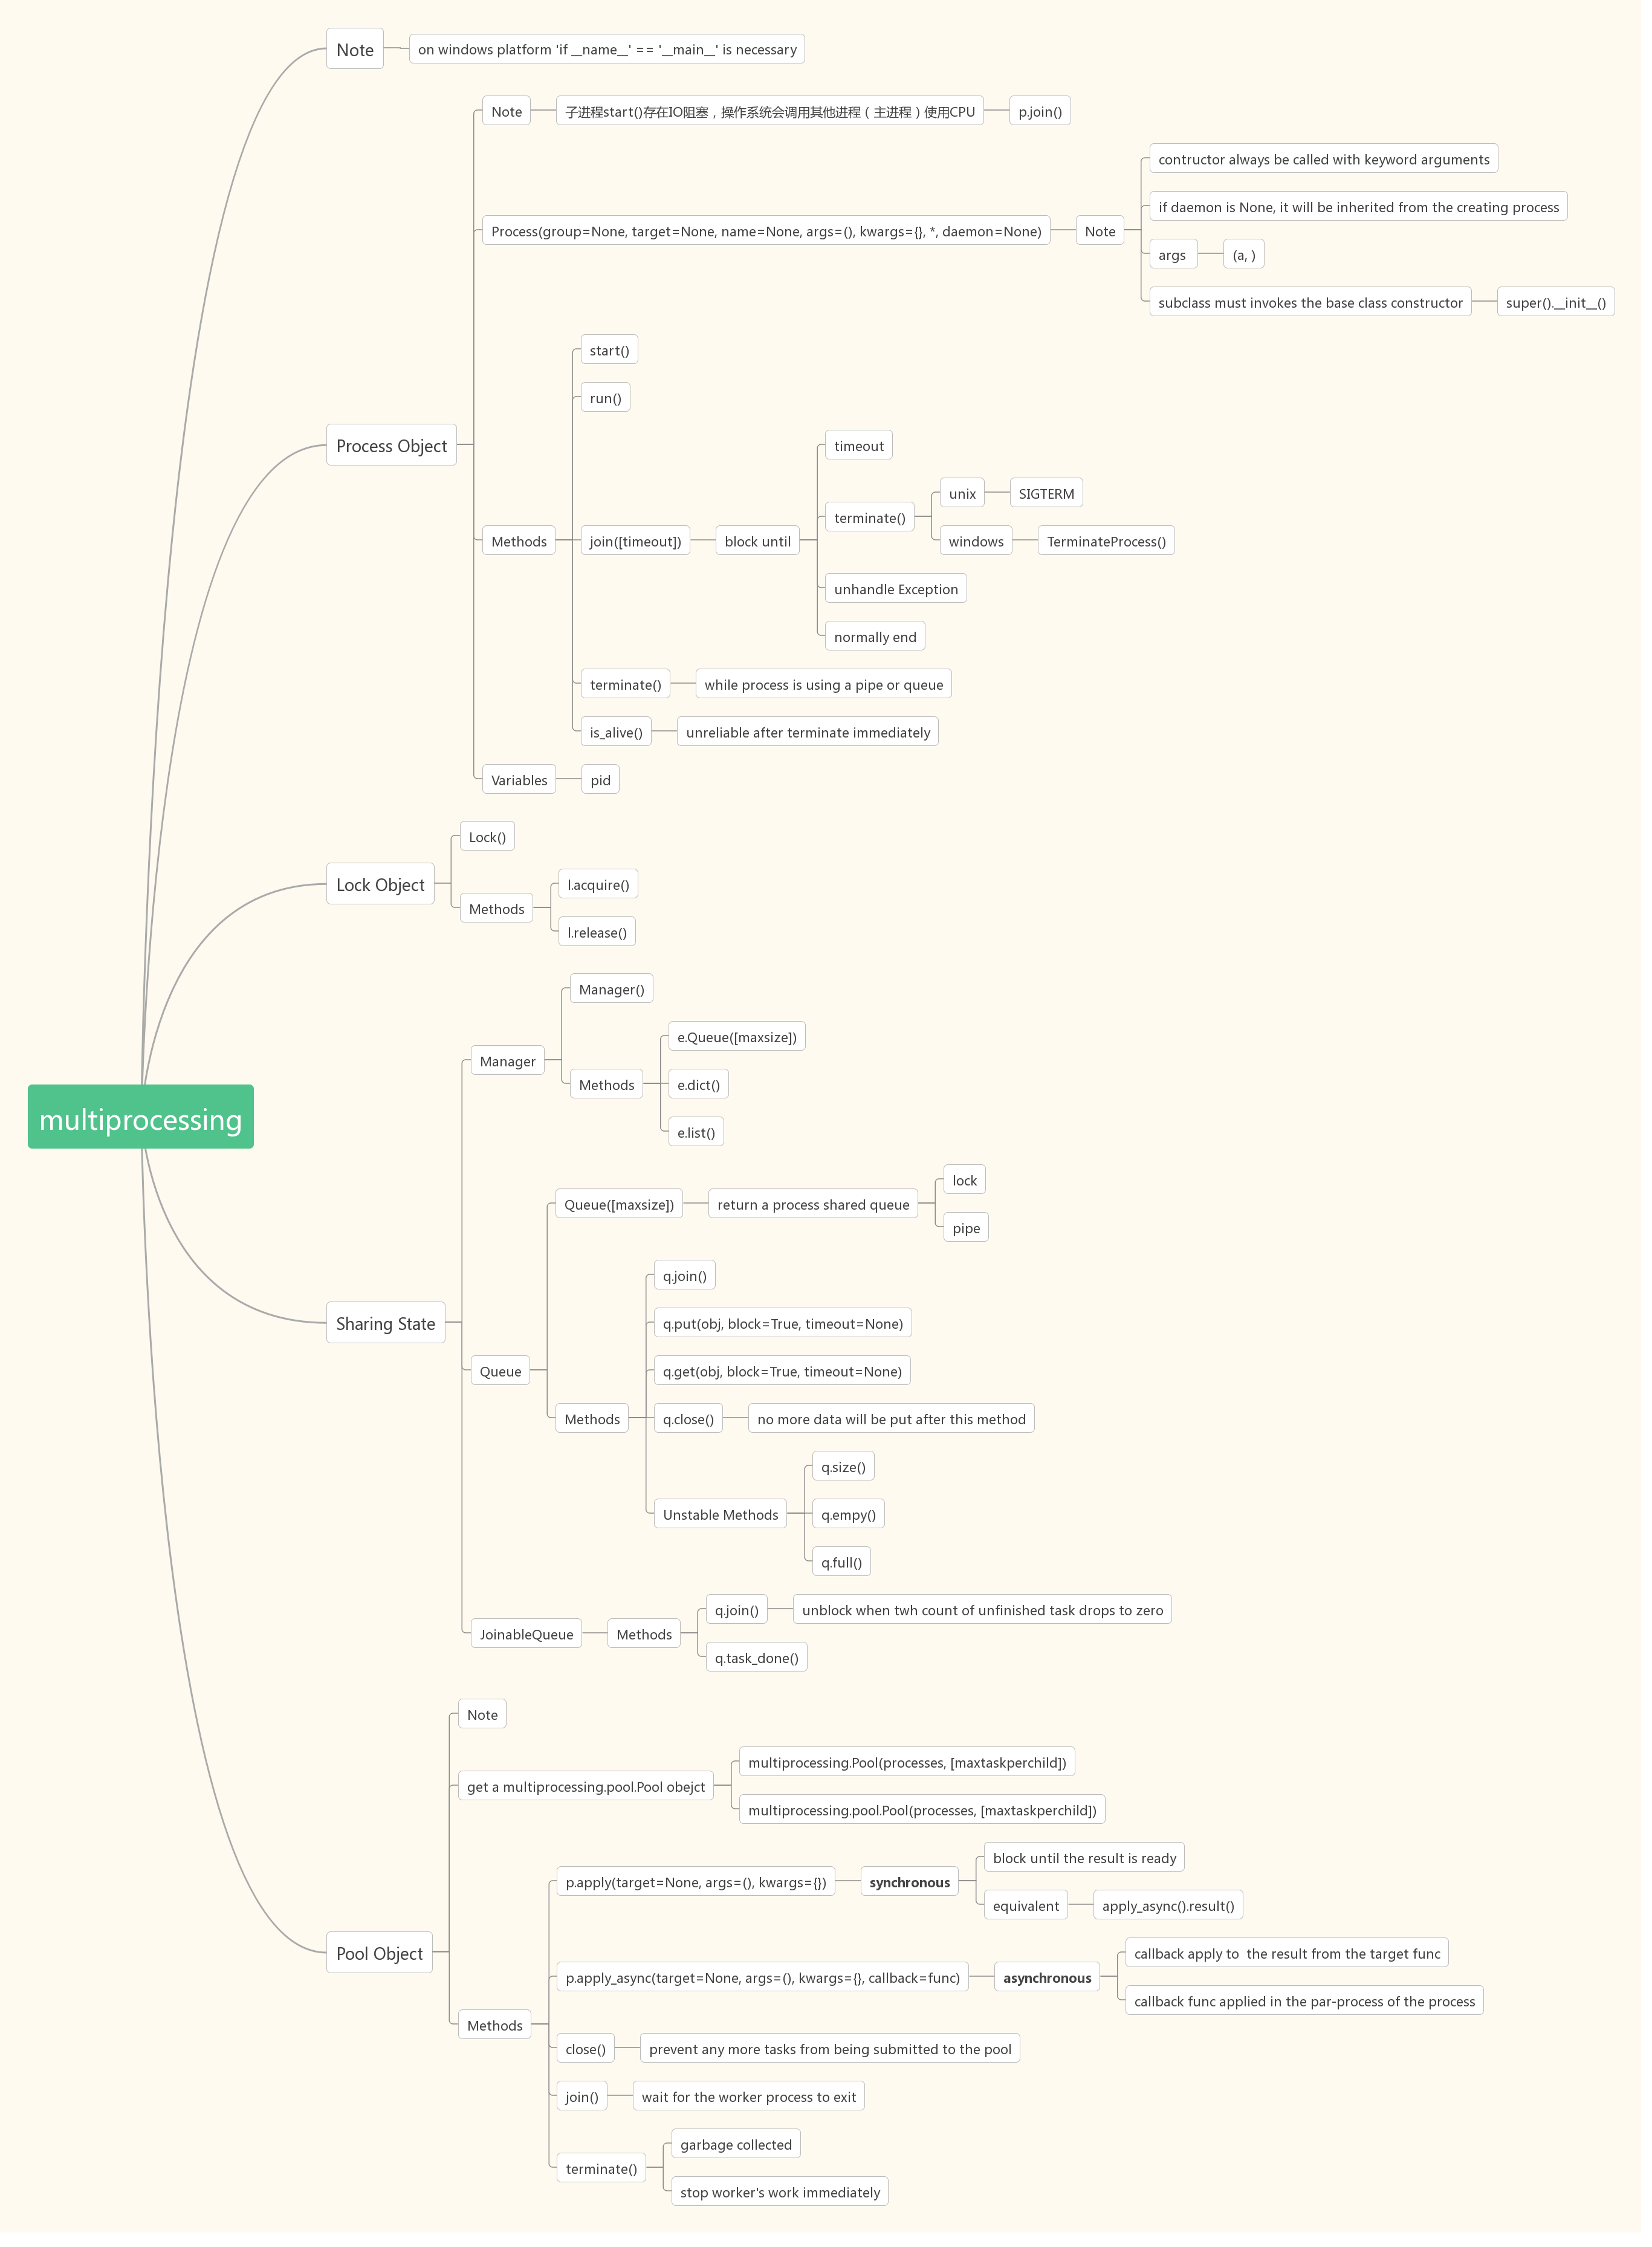 Note
on windows platform 'if __name__' == '__main__' is necessary
Process Object
Note
子进程start()存在IO阻塞，操作系统会调用其他进程（主进程）使用CPU
p.join()
Process(group=None, target=None, name=None, args=(), kwargs={}, *, daemon=None)
Note
contructor always be called with keyword arguments
if daemon is None, it will be inherited from the creating process
args
(a, )
subclass must invokes the base class constructor
super().__init__()
Methods
start()
run()
join([timeout])
block until
timeout
terminate()
unix
SIGTERM
windows
TerminateProcess()
unhandle Exception
normally end
terminate()
while process is using a pipe or queue
is_alive()
unreliable after terminate immediately
Variables
pid
Lock Object
Lock()
Methods
l.acquire()
l.release()
multiprocessing
Sharing State
Manager
Manager()
Methods
e.Queue([maxsize])
e.dict()
e.list()
Queue
Queue([maxsize])
return a process shared queue
lock
pipe
Methods
q.join()
q.put(obj, block=True, timeout=None)
q.get(obj, block=True, timeout=None)
q.close()
no more data will be put after this method
Unstable Methods
q.size()
q.empy()
q.full()
JoinableQueue
Methods
q.join()
unblock when twh count of unfinished task drops to zero
q.task_done()
Pool Object
Note
get a multiprocessing.pool.Pool obejct
multiprocessing.Pool(processes, [maxtaskperchild])
multiprocessing.pool.Pool(processes, [maxtaskperchild])
Methods
p.apply(target=None, args=(), kwargs={})
synchronous
block until the result is ready
equivalent
apply_async().result()
p.apply_async(target=None, args=(), kwargs={}, callback=func)
asynchronous
callback apply to  the result from the target func
callback func applied in the par-process of the process
close()
prevent any more tasks from being submitted to the pool
join()
wait for the worker process to exit
terminate()
garbage collected
stop worker's work immediately